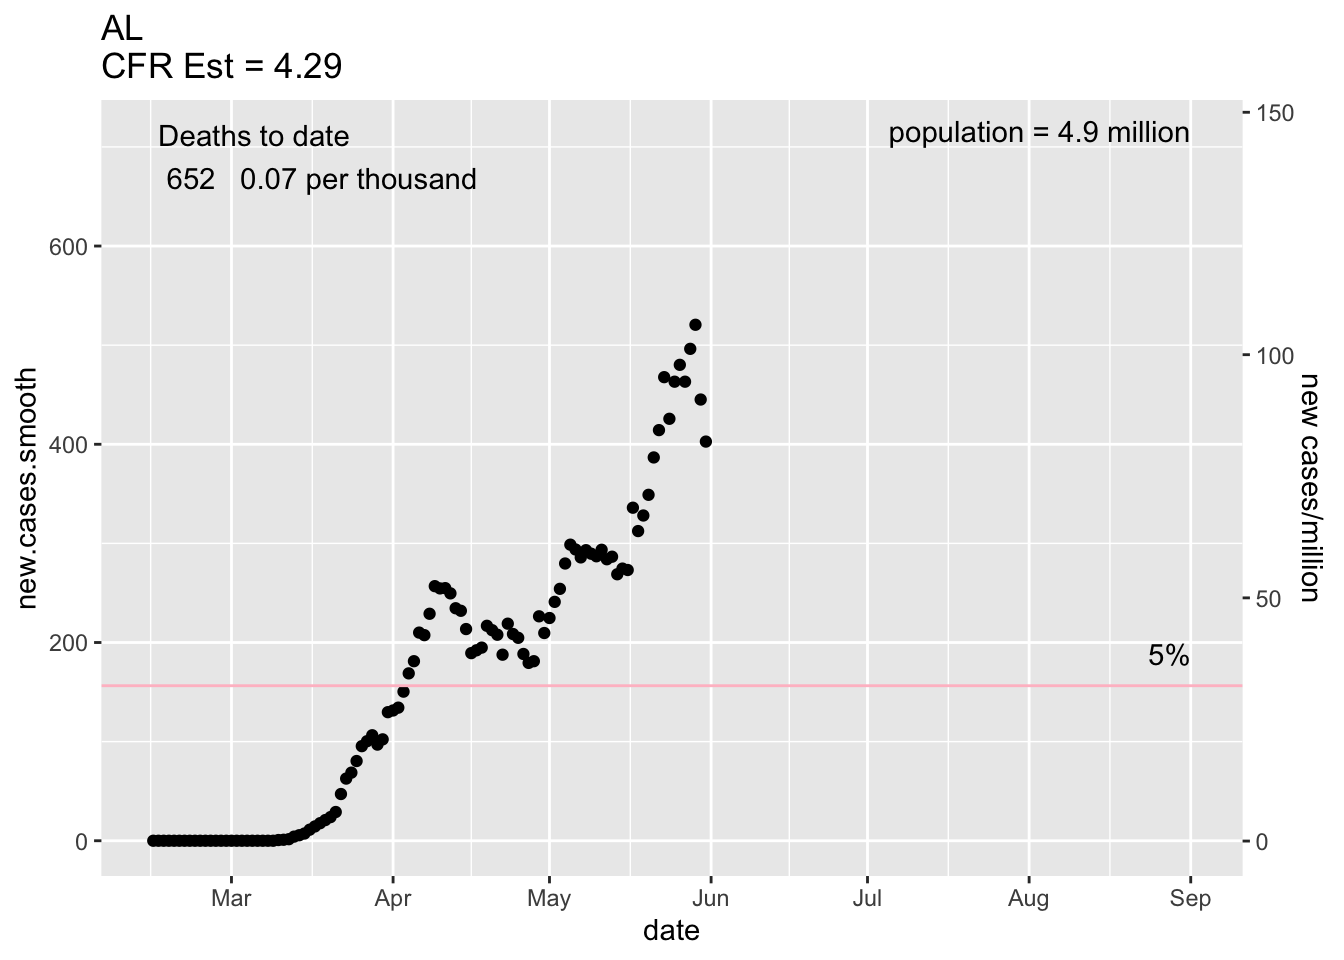 AL
CFR Est = 4.29
Deaths to date
652 0.07 per thousand
population = 4.9 million
150
600
400
200
0
new.cases.smooth
100
50
0
new cases/million
5%
Mar Apr May Jun Jul Aug Sep
date